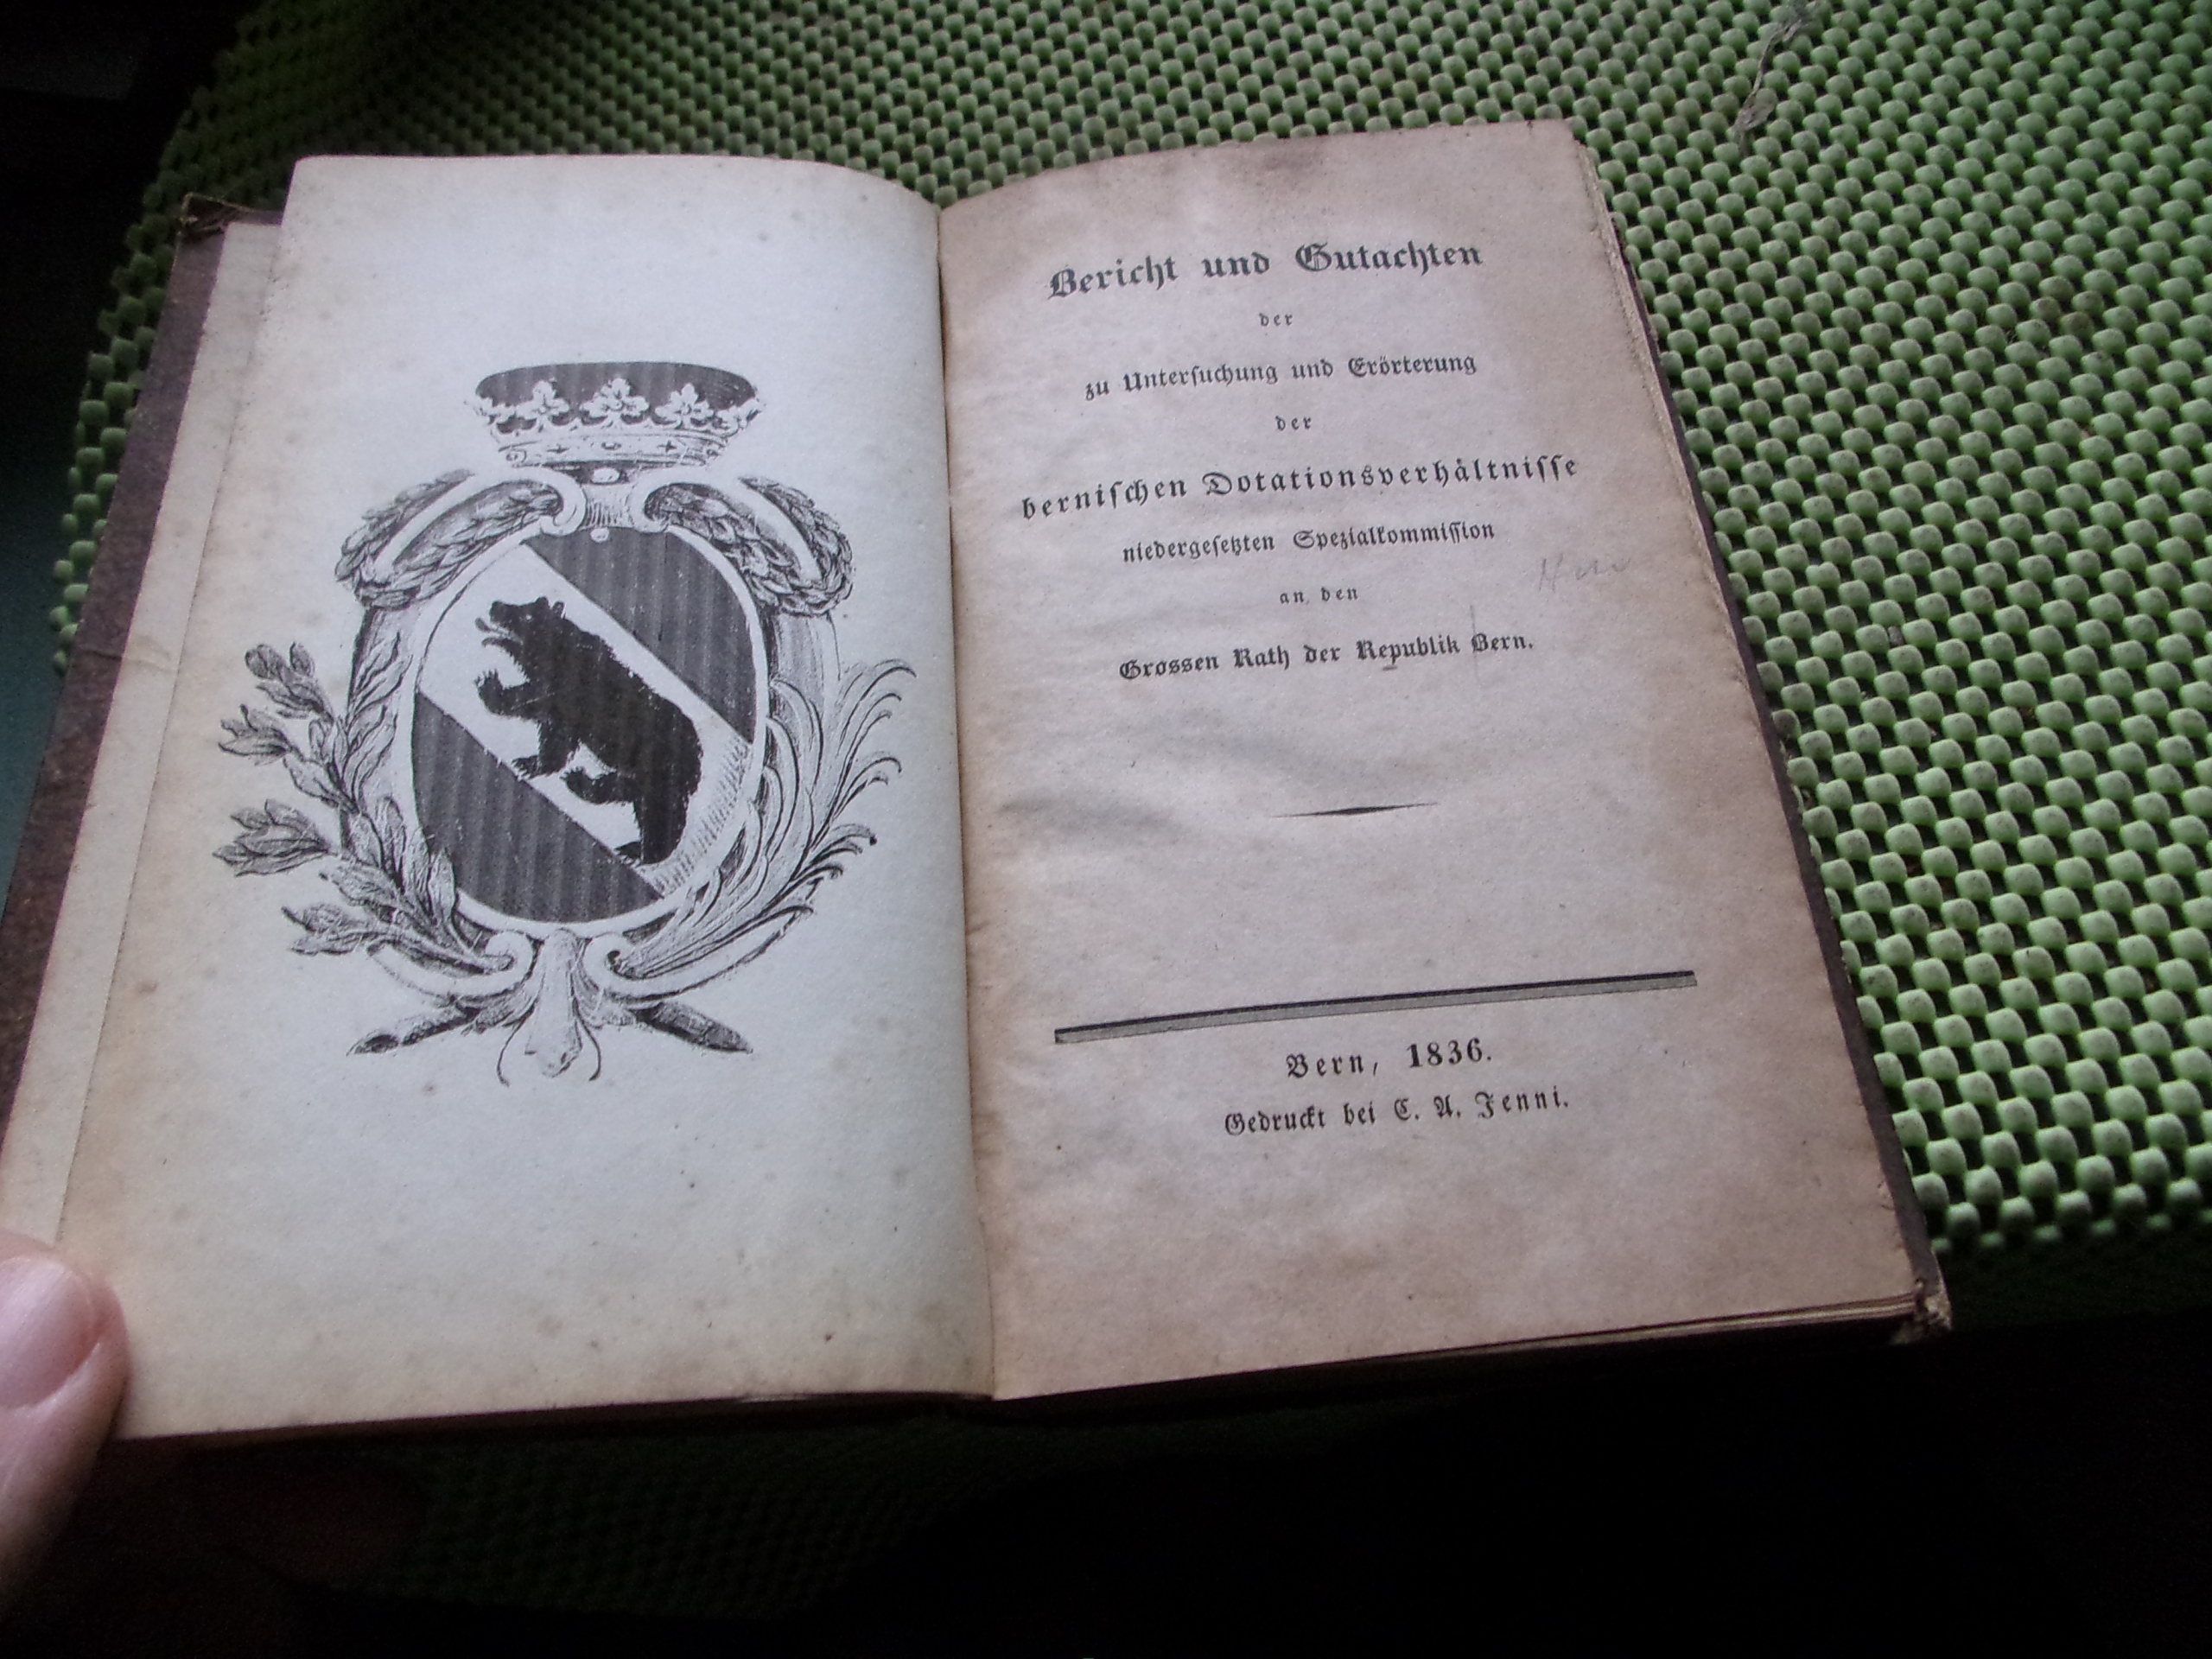 Bericht und Gutachten
der
zu Unterſuchung und Erörterung
der
berniſchen Dotationsverhältniſſe
niedergeſetzten Spezialkommiſſion
an den
Grossen Rath der Republik Bern.
Bern, 1836.
Gedruckt bei C. A. Jenni.